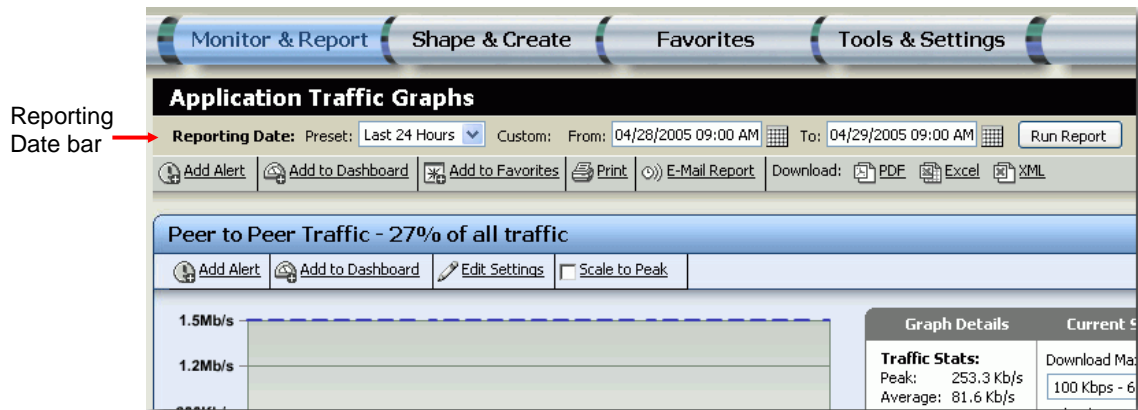 Monitor & Report Shape & Create Favorites Tools & Settings
Application Traffic Graphs
Reporting Date bar
Reporting Date: Preset: Last 24 Hours Custom: From: 04/28/2005 09:00 AM To: 04/29/2005 09:00 AM Run Report
Add Alert Add to Dashboard Add to Favorites Print E-Mail Report Download: PDF Excel XML
Peer to Peer Traffic - 27% of all traffic
Add Alert Add to Dashboard Edit Settings Scale to Peak
1.5Mb/s
1.2Mb/s
Graph Details Current
Traffic Stats:
Peak: 253.3 Kb/s
Average: 81.6 Kb/s
Download
100 Kbps - 6